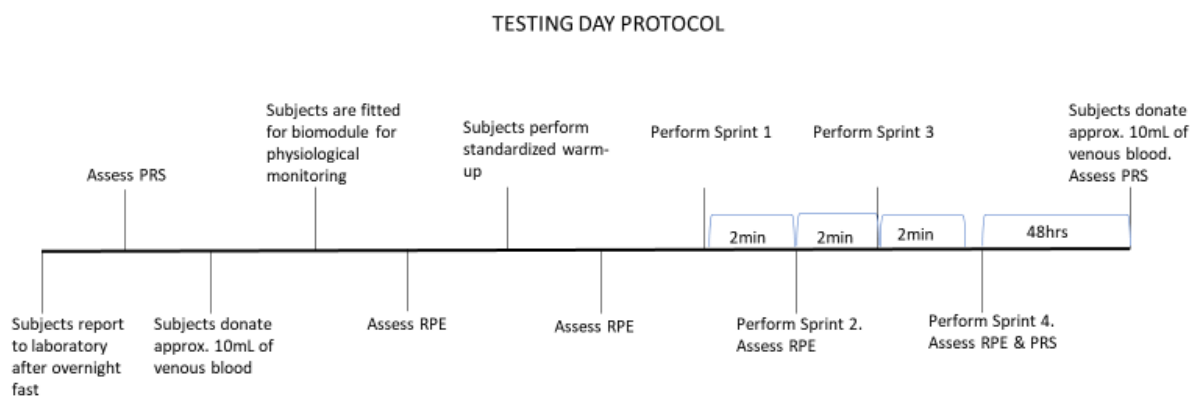 TESTING DAY PROTOCOL
Subjects are fitted
for biomodule for
physiological
monitoring
Subjects perform
standardized warm-
up
Perform Sprint 1
Perform Sprint 3
Subjects donate
approx. 10mL of
venous blood.
Assess PRS
Assess PRS
2min
2min
2min
48hrs
Subjects report
to laboratory
after overnight
fast
Subjects donate
approx. 10mL of
venous blood
Assess RPE
Assess RPE
Perform Sprint 2.
Assess RPE
Perform Sprint 4.
Assess RPE & PRS